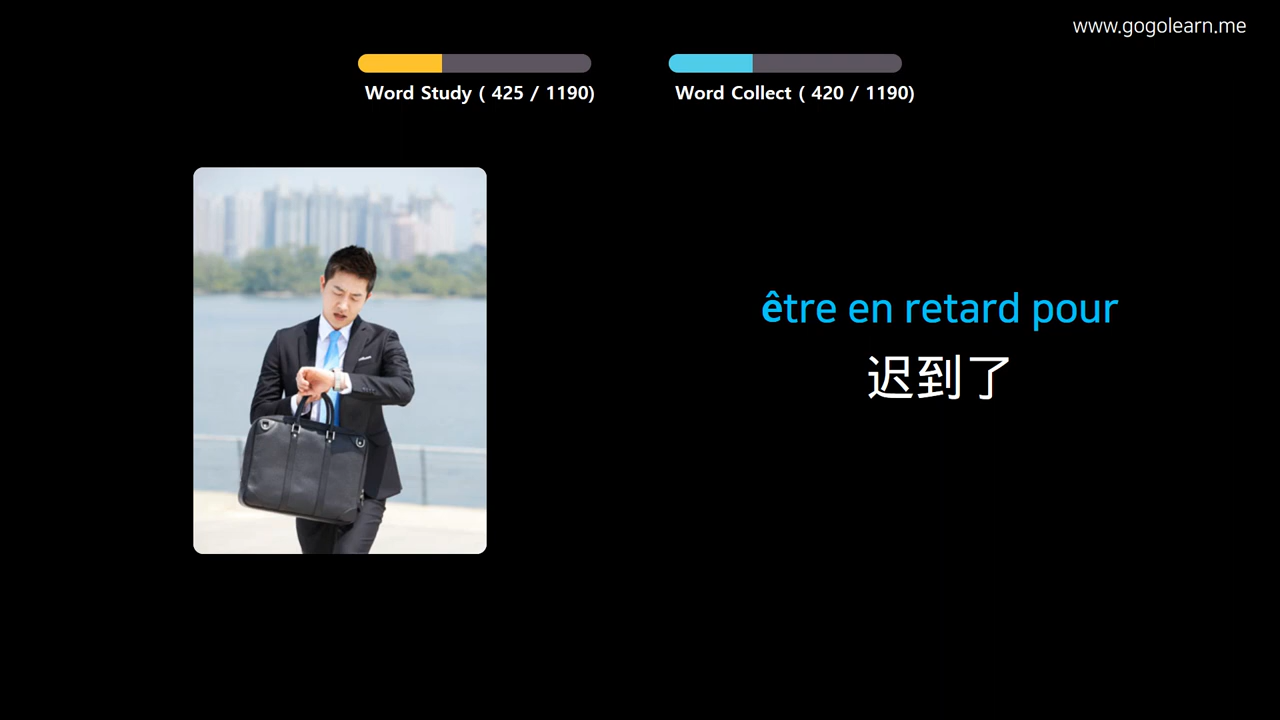 www.gogolearn.me
Word Study ( 425 / 1190)
Word Collect ( 420 / 1190)
être en retard pour
迟到了